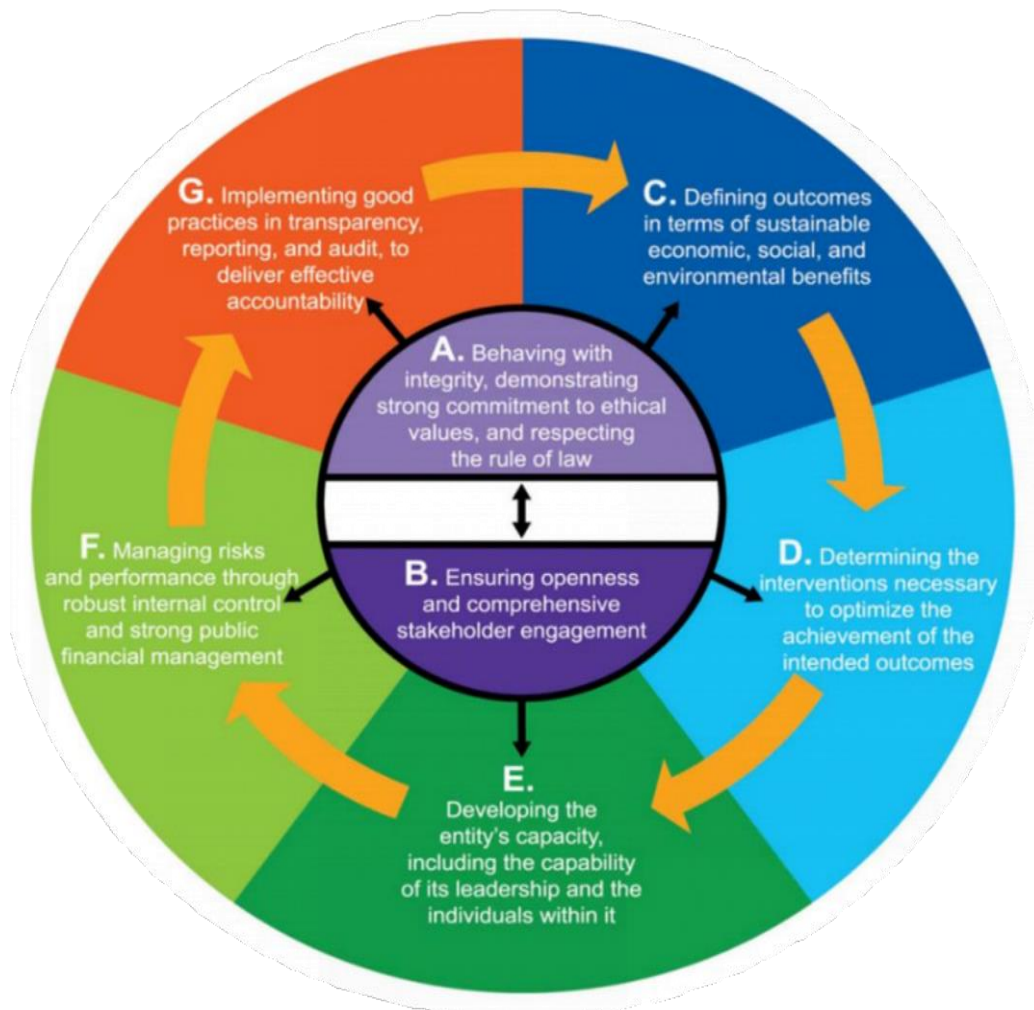 A. Behaving with
integrity, demonstrating
strong commitment to ethical
values, and respecting
the rule of law
B. Ensuring openness
and comprehensive
stakeholder engagement
C. Defining outcomes
in terms of sustainable
economic, social, and
environmental benefits
D. Determining the
interventions necessary
to optimize the
achievement of the
intended outcomes
E.
Developing the
entity's capacity,
including the capability
of its leadership and the
individuals within it
F. Managing risks
and performance through
robust internal control
and strong public
financial management
G. Implementing good
practices in transparency,
reporting, and audit, to
deliver effective
accountability